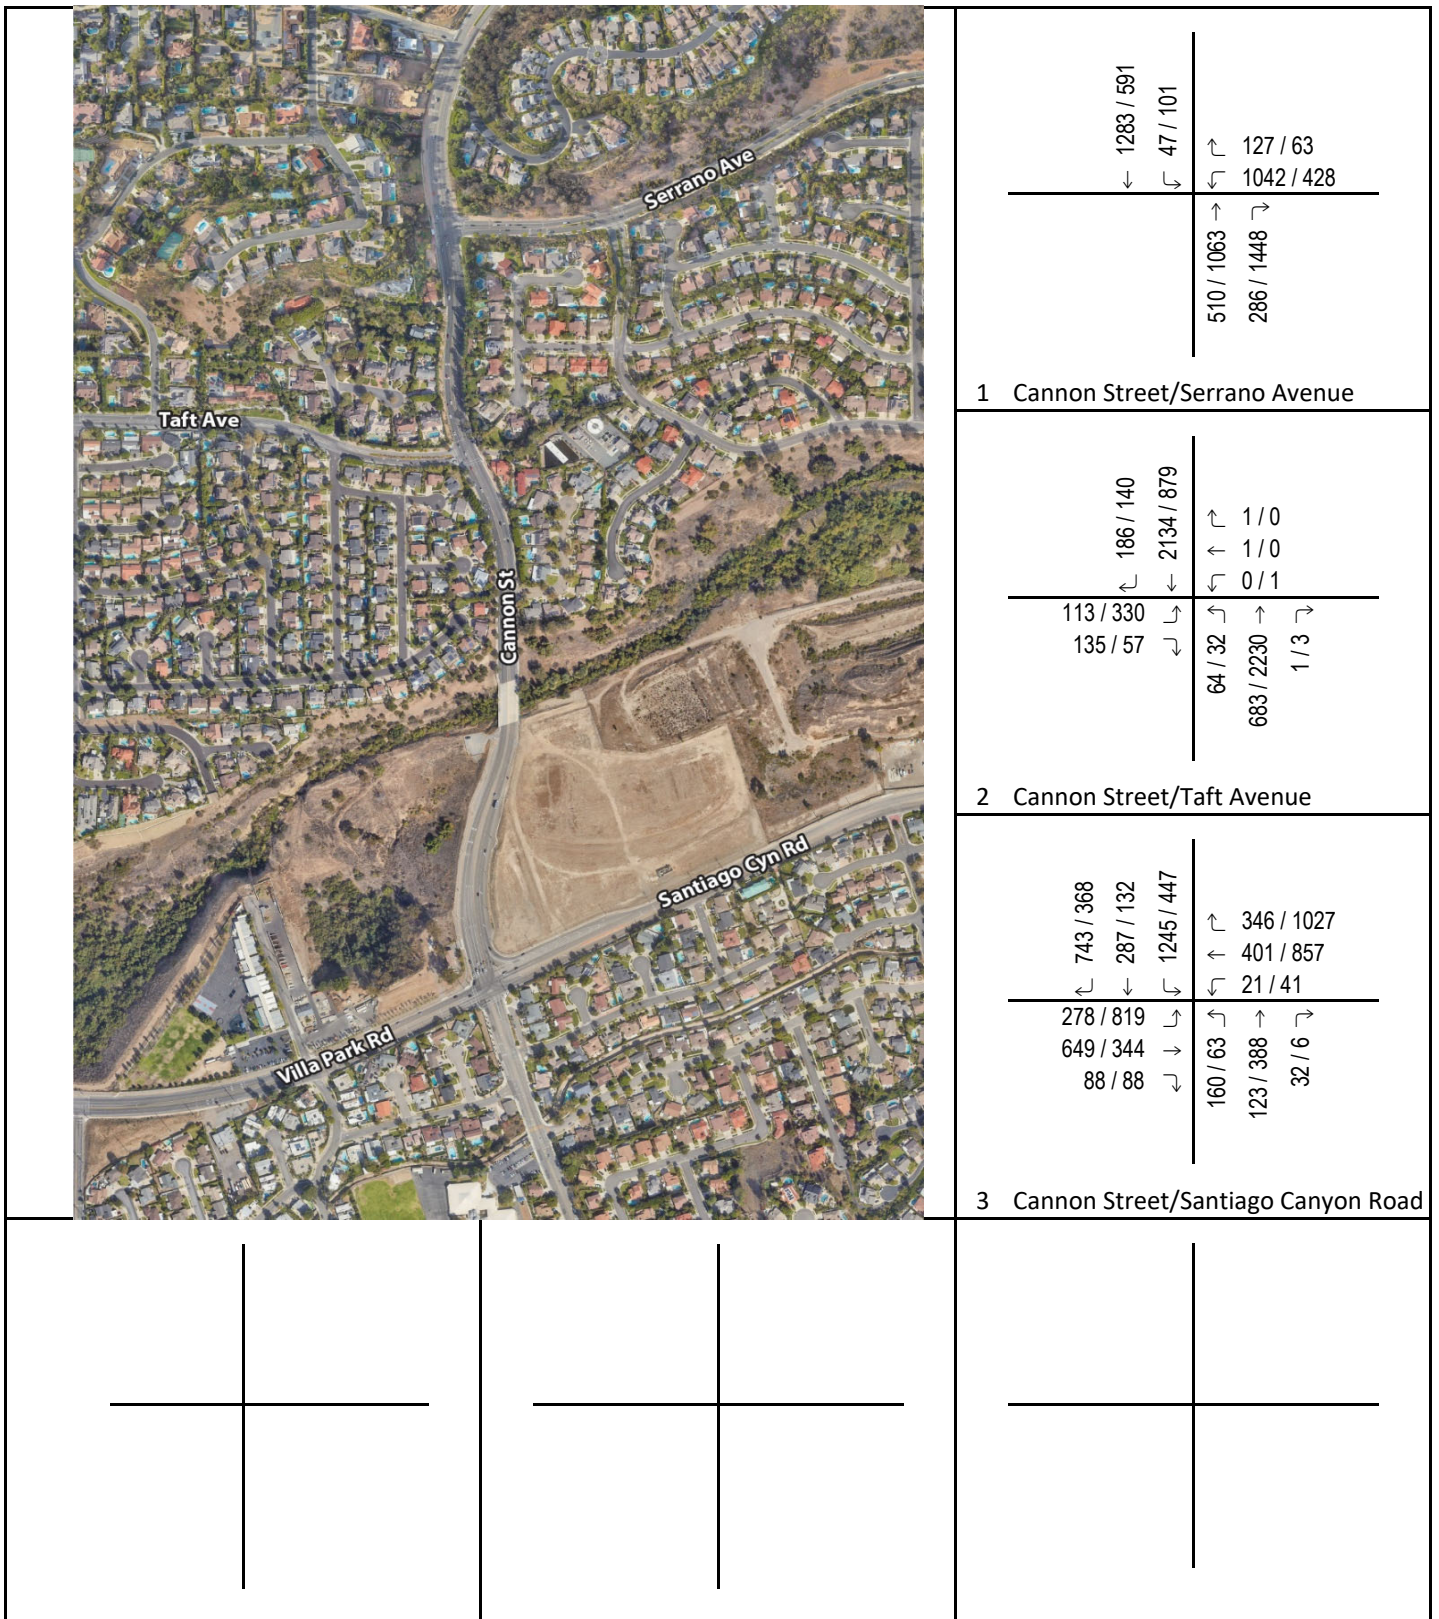 Serrano Ave
Taft Ave
Cannon St
Santiago Cyn Rd
Villa Park Rd
1283 / 591
47 / 101
↓ ↳
↑ 127 / 63
↓ 1042 / 428
↑ ↱
510 / 1063
286 / 1448
1 Cannon Street/Serrano Avenue
186 / 140
2134 / 879
1 / 0
← 1 / 0
0 / 1
113 / 330
135 / 57
64 / 32
683 / 2230
1 / 3
2 Cannon Street/Taft Avenue
743 / 368
287 / 132
1245 / 447
346 / 1027
← 401 / 857
21 / 41
278 / 819
649 / 344 →
88 / 88
160 / 63
123 / 388
32 / 6
3 Cannon Street/Santiago Canyon Road